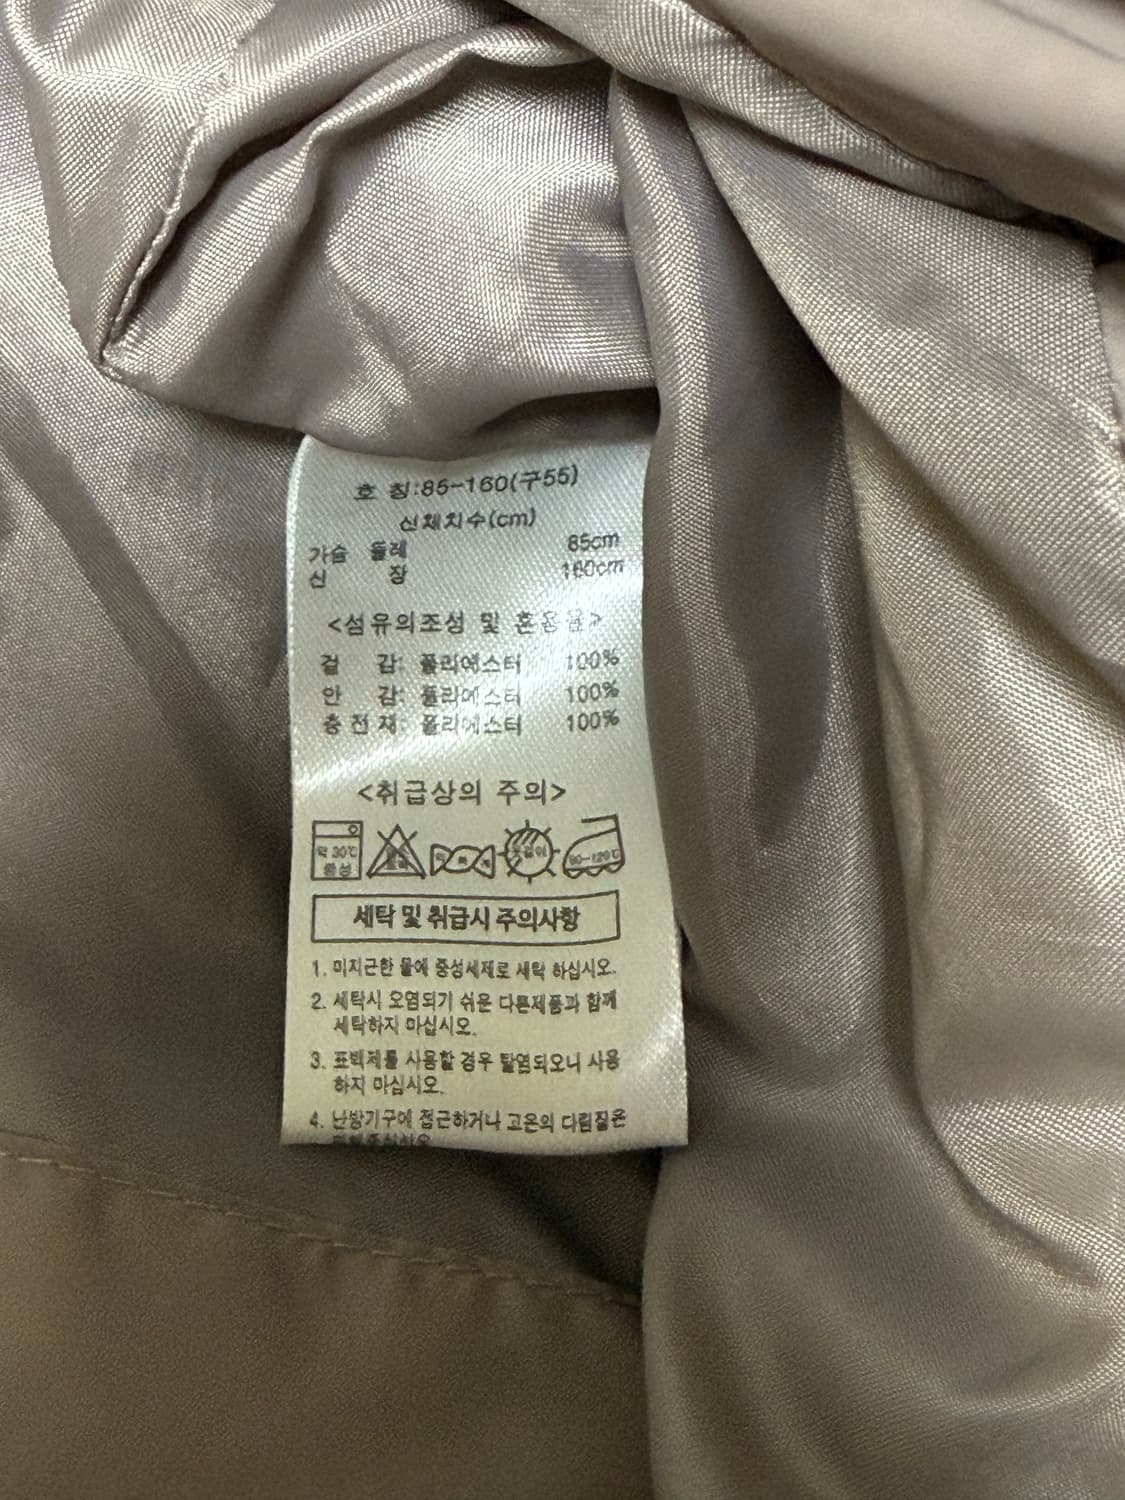 호 칭:85-160(구55)
신체치수(cm)
가슴 둘레 85cm
신 장 160cm
<섬유의조성 및 혼용율>
겉 감: 폴리에스터 100%
안 감: 폴리에스터 100%
충전재: 폴리에스터 100%
<취급상의 주의>
약 30℃ 중성
80-120℃
세탁 및 취급시 주의사항
1. 미지근한 물에 중성세제로 세탁 하십시오.
2. 세탁시 오염되기 쉬운 다른제품과 함께
세탁하지 마십시오.
3. 표백제를 사용할 경우 탈염되오니 사용
하지 마십시오.
4. 난방기구에 접근하거나 고온의 다림질은